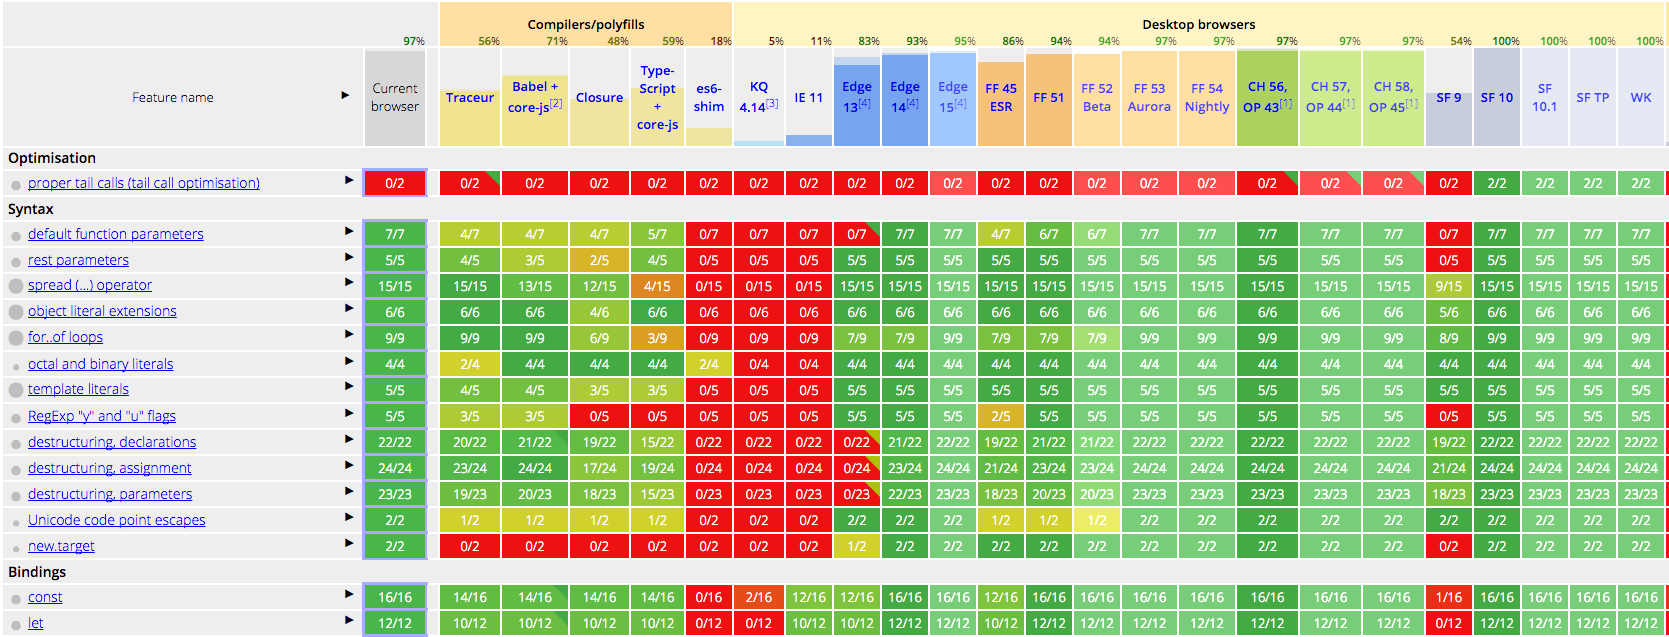 Compilers/polyfills Desktop browsers
97% 56% 71% 48% 59% 18% 5% 11% 83% 93% 95% 86% 94% 94% 97% 97% 97% 97% 97% 54% 100% 100% 100% 100%
Feature name ▶ Current browser Traceur Babel + core-js[2] Closure Type-Script + core-js es6-shim KQ 4.14[3] IE 11 Edge 13[4] Edge 14[4] Edge 15[4] FF 45 ESR FF 51 FF 52 Beta FF 53 Aurora FF 54 Nightly CH 56, OP 43[1] CH 57, OP 44[1] CH 58, OP 45[1] SF 9 SF 10 SF 10.1 SF TP WK
Optimisation
proper tail calls (tail call optimisation) ▶ 0/2 0/2 0/2 0/2 0/2 0/2 0/2 0/2 0/2 0/2 0/2 0/2 0/2 0/2 0/2 0/2 0/2 0/2 0/2 0/2 2/2 2/2 2/2 2/2
Syntax
default function parameters ▶ 7/7 4/7 4/7 4/7 5/7 0/7 0/7 0/7 0/7 7/7 7/7 4/7 6/7 6/7 7/7 7/7 7/7 7/7 7/7 0/7 7/7 7/7 7/7 7/7
rest parameters ▶ 5/5 4/5 3/5 2/5 4/5 0/5 0/5 0/5 5/5 5/5 5/5 5/5 5/5 5/5 5/5 5/5 5/5 5/5 5/5 0/5 5/5 5/5 5/5 5/5
spread (...) operator ▶ 15/15 15/15 13/15 12/15 4/15 0/15 0/15 0/15 15/15 15/15 15/15 15/15 15/15 15/15 15/15 15/15 15/15 15/15 15/15 9/15 15/15 15/15 15/15 15/15
object literal extensions ▶ 6/6 6/6 6/6 4/6 6/6 0/6 0/6 0/6 6/6 6/6 6/6 6/6 6/6 6/6 6/6 6/6 6/6 6/6 6/6 5/6 6/6 6/6 6/6 6/6
for..of loops ▶ 9/9 9/9 9/9 6/9 3/9 0/9 0/9 0/9 7/9 7/9 9/9 7/9 7/9 7/9 9/9 9/9 9/9 9/9 9/9 8/9 9/9 9/9 9/9 9/9
octal and binary literals ▶ 4/4 2/4 4/4 4/4 4/4 2/4 0/4 0/4 4/4 4/4 4/4 4/4 4/4 4/4 4/4 4/4 4/4 4/4 4/4 4/4 4/4 4/4 4/4 4/4
template literals ▶ 5/5 4/5 4/5 3/5 3/5 0/5 0/5 0/5 5/5 5/5 5/5 5/5 5/5 5/5 5/5 5/5 5/5 5/5 5/5 5/5 5/5 5/5 5/5 5/5
RegExp "y" and "u" flags ▶ 5/5 3/5 3/5 0/5 0/5 0/5 0/5 0/5 5/5 5/5 5/5 2/5 5/5 5/5 5/5 5/5 5/5 5/5 5/5 0/5 5/5 5/5 5/5 5/5
destructuring, declarations ▶ 22/22 20/22 21/22 19/22 15/22 0/22 0/22 0/22 0/22 21/22 22/22 19/22 21/22 21/22 22/22 22/22 22/22 22/22 22/22 19/22 22/22 22/22 22/22 22/22
destructuring, assignment ▶ 24/24 23/24 24/24 17/24 19/24 0/24 0/24 0/24 0/24 23/24 24/24 21/24 23/24 23/24 24/24 24/24 24/24 24/24 24/24 21/24 24/24 24/24 24/24 24/24
destructuring, parameters ▶ 23/23 19/23 20/23 18/23 15/23 0/23 0/23 0/23 0/23 22/23 23/23 18/23 20/23 20/23 23/23 23/23 23/23 23/23 23/23 18/23 23/23 23/23 23/23 23/23
Unicode code point escapes ▶ 2/2 1/2 1/2 1/2 1/2 0/2 0/2 0/2 2/2 2/2 2/2 1/2 1/2 1/2 2/2 2/2 2/2 2/2 2/2 2/2 2/2 2/2 2/2 2/2
new.target ▶ 2/2 0/2 0/2 0/2 0/2 0/2 0/2 0/2 1/2 2/2 2/2 2/2 2/2 2/2 2/2 2/2 2/2 2/2 2/2 0/2 2/2 2/2 2/2 2/2
Bindings
const ▶ 16/16 14/16 14/16 14/16 14/16 0/16 2/16 12/16 12/16 16/16 16/16 12/16 16/16 16/16 16/16 16/16 16/16 16/16 16/16 1/16 16/16 16/16 16/16 16/16
let ▶ 12/12 10/12 10/12 10/12 10/12 0/12 0/12 10/12 10/12 12/12 12/12 10/12 12/12 12/12 12/12 12/12 12/12 12/12 12/12 0/12 12/12 12/12 12/12 12/12